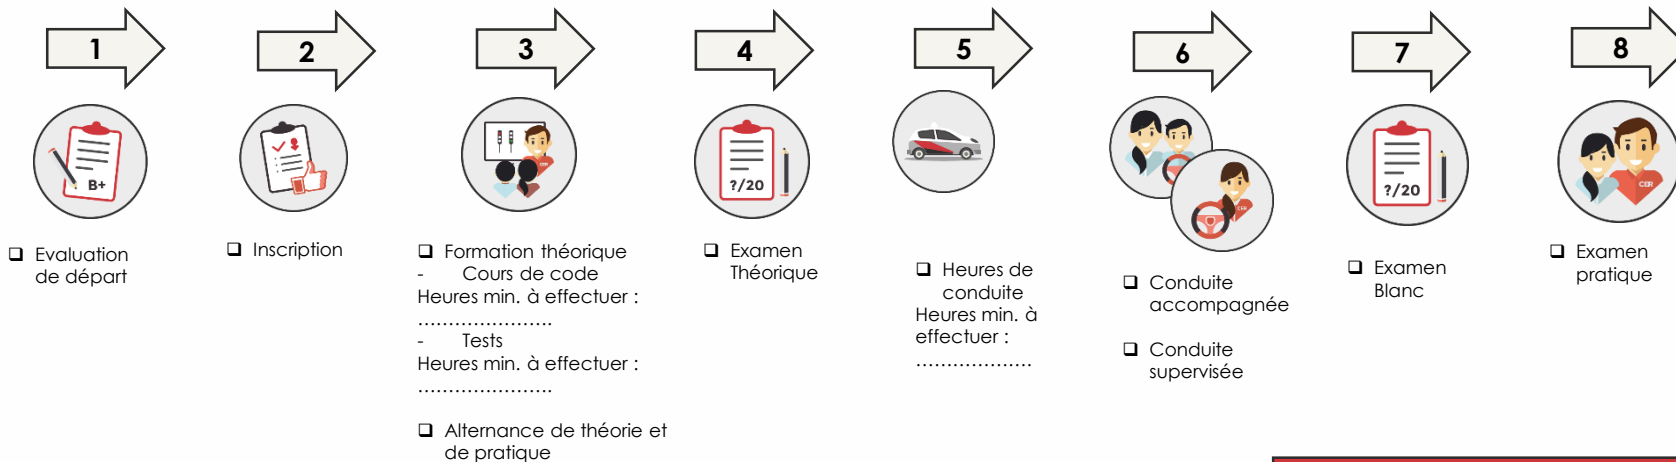 1
2
3
4
5
6
7
8
B+
?/20
CER
?/20
CER
Evaluation
de départ
Inscription
Formation théorique
- Cours de code
Heures min. à effectuer :
......................
- Tests
Heures min. à effectuer :
......................
Alternance de théorie et
de pratique
Examen
Théorique
Heures de
conduite
Heures min. à
effectuer :
...................
Conduite
accompagnée
Conduite
supervisée
Examen
Blanc
Examen
pratique